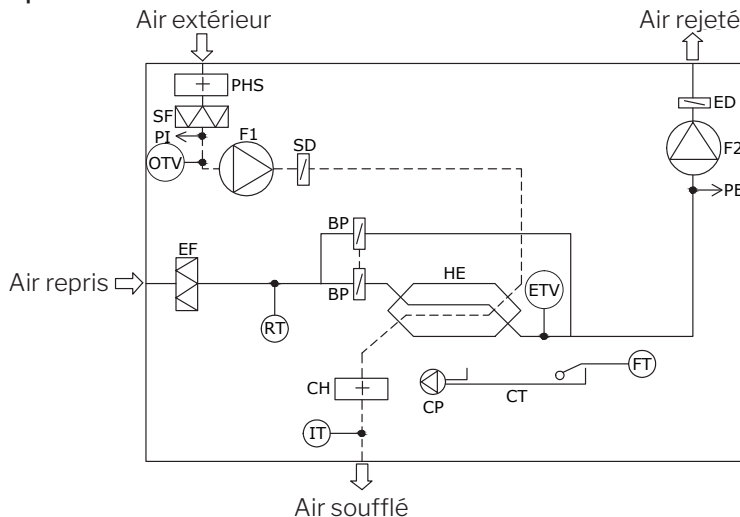 Air extérieur
Air rejeté
PHS
ED
SF
PI
F1
SD
OTV
F2
PE
BP
EF
HE
Air repris
BP
ETV
RT
FT
CH
CP
CT
IT
Air soufflé